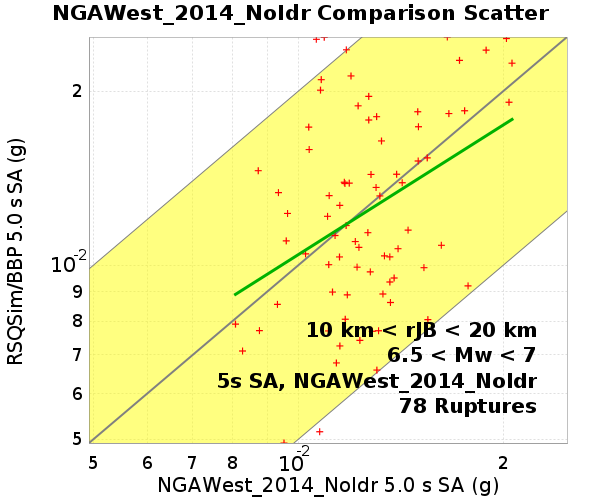 NGAWest_2014_NoIdr Comparison Scatter
RSQSim/BBP 5.0 s SA (g)
2
10^-2
9
8
7
6
5
10 km < rJB < 20 km
6.5 < Mw < 7
5s SA, NGAWest_2014_NoIdr
78 Ruptures
5 6 7 8 10^-2 2
NGAWest_2014_NoIdr 5.0 s SA (g)